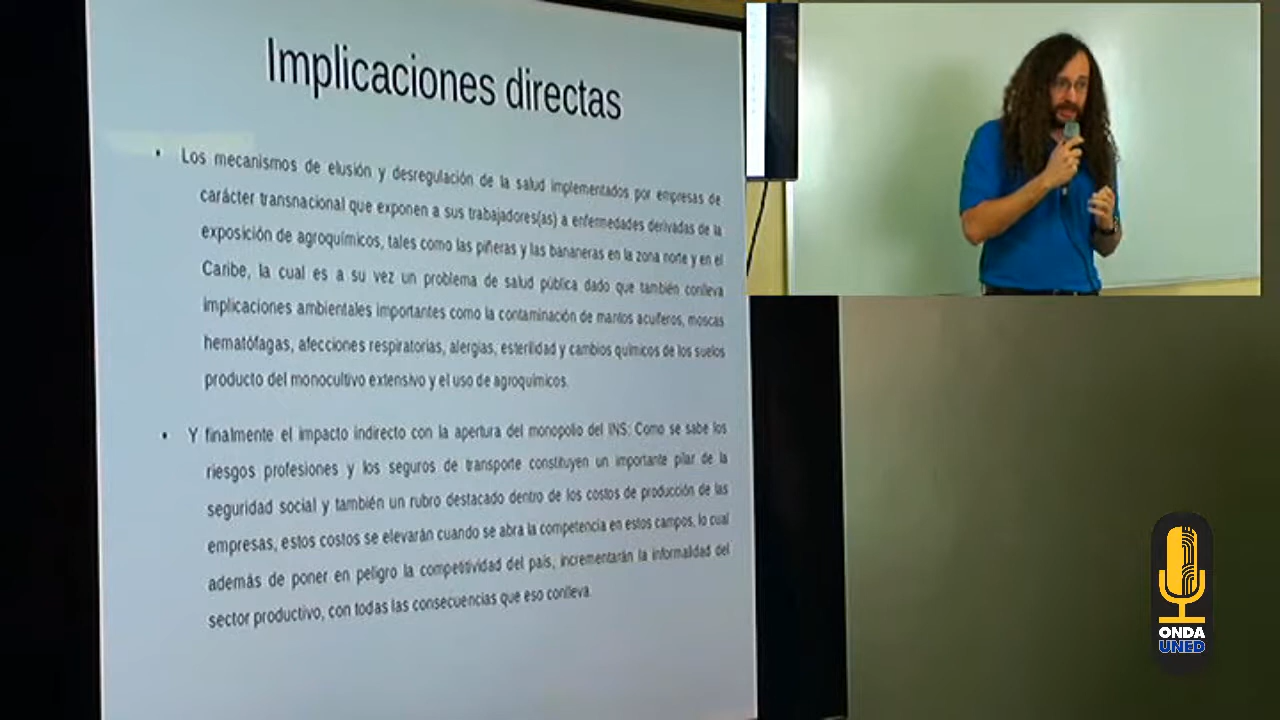 Implicaciones directas
• Los mecanismos de elusión y desregulación de la salud implementados por empresas de
carácter transnacional que exponen a sus trabajadores(as) a enfermedades derivadas de la
exposición de agroquímicos, tales como las piñeras y las bananeras en la zona norte y en el
Caribe, la cual es a su vez un problema de salud pública dado que también conlleva
implicaciones ambientales importantes como la contaminación de mantos acuíferos, moscas
hematófagas, afecciones respiratorias, alergias, esterilidad y cambios químicos de los suelos
producto del monocultivo extensivo y el uso de agroquímicos.
• Y finalmente el impacto indirecto con la apertura del monopolio del INS: Como se sabe los
riesgos profesiones y los seguros de transporte constituyen un importante pilar de la
seguridad social y también un rubro destacado dentro de los costos de producción de las
empresas, estos costos se elevarán cuando se abra la competencia en estos campos, lo cual
además de poner en peligro la competitividad del país, incrementarán la informalidad del
sector productivo, con todas las consecuencias que eso conlleva.
ONDA
UNED